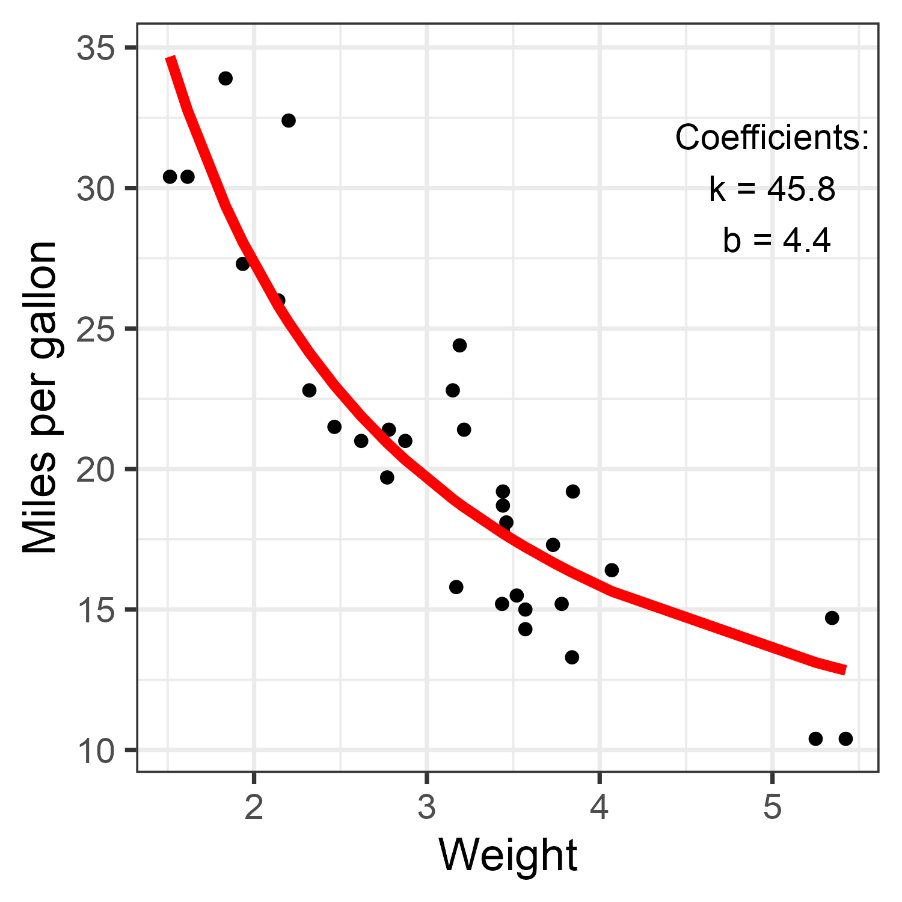 35
30
25
20
15
10
Miles per gallon
Coefficients:
k = 45.8
b = 4.4
2
3
4
5
Weight